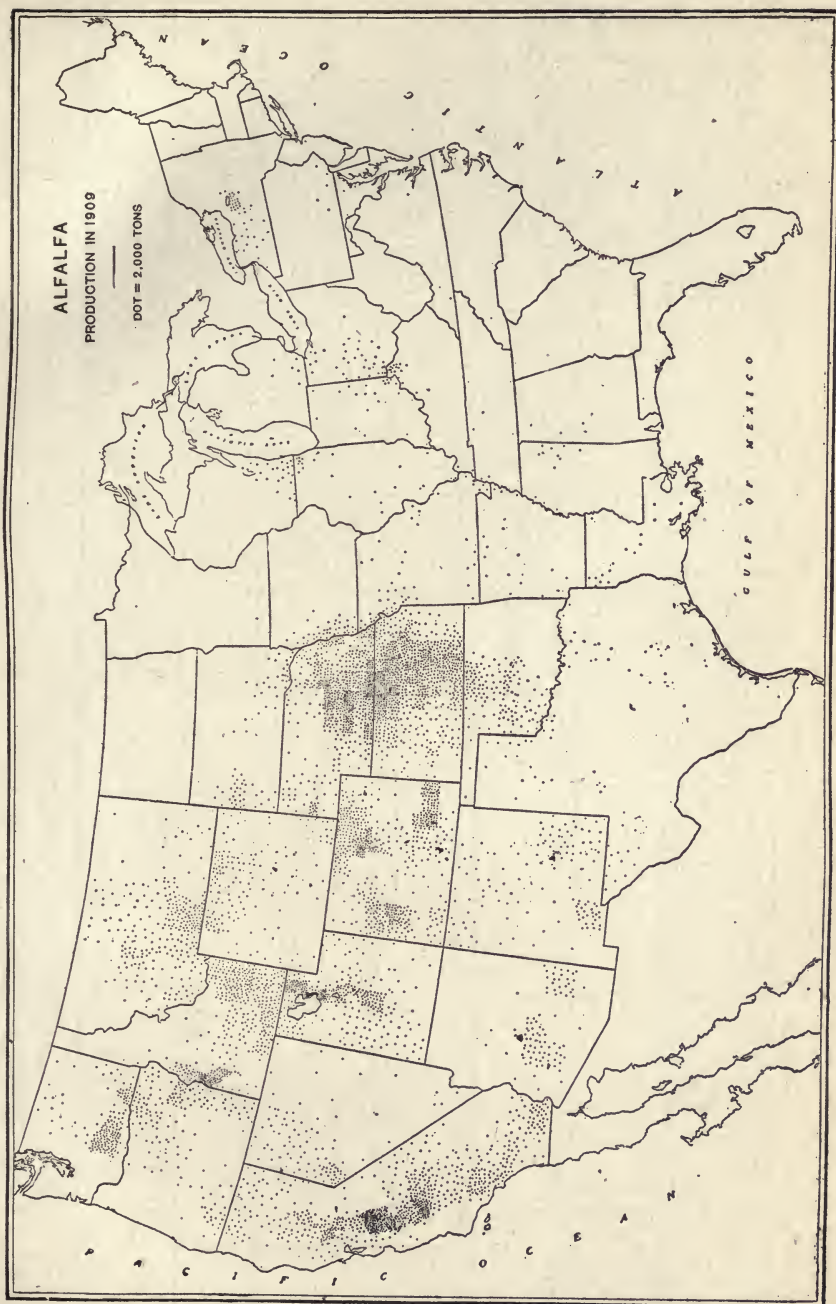 ALFALFA
PRODUCTION IN 1909
DOT = 2,000 TONS
ATLANTIC OCEAN
GULF OF MEXICO
PACIFIC OCEAN